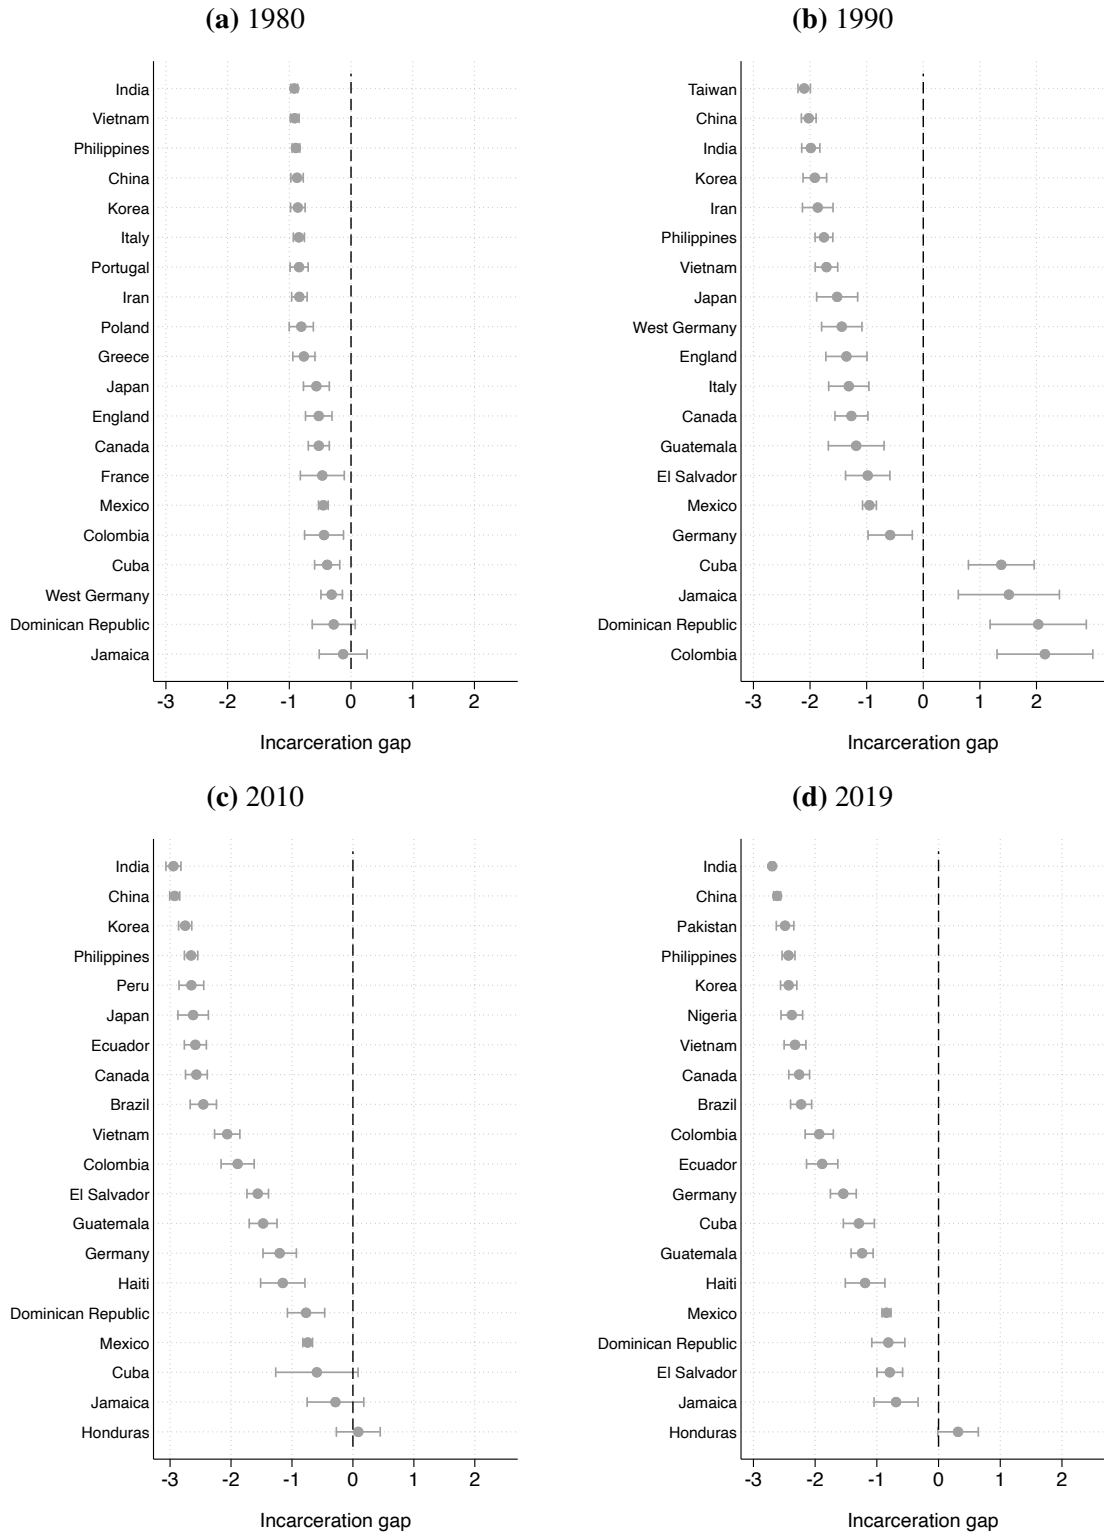 (a) 1980
India
Vietnam
Philippines
China
Korea
Italy
Portugal
Iran
Poland
Greece
Japan
England
Canada
France
Mexico
Colombia
Cuba
West Germany
Dominican Republic
Jamaica
-3 -2 -1 0 1 2
Incarceration gap
(b) 1990
Taiwan
China
India
Korea
Iran
Philippines
Vietnam
Japan
West Germany
England
Italy
Canada
Guatemala
El Salvador
Mexico
Germany
Cuba
Jamaica
Dominican Republic
Colombia
-3 -2 -1 0 1 2
Incarceration gap
(c) 2010
India
China
Korea
Philippines
Peru
Japan
Ecuador
Canada
Brazil
Vietnam
Colombia
El Salvador
Guatemala
Germany
Haiti
Dominican Republic
Mexico
Cuba
Jamaica
Honduras
-3 -2 -1 0 1 2
Incarceration gap
(d) 2019
India
China
Pakistan
Philippines
Korea
Nigeria
Vietnam
Canada
Brazil
Colombia
Ecuador
Germany
Cuba
Guatemala
Haiti
Mexico
Dominican Republic
El Salvador
Jamaica
Honduras
-3 -2 -1 0 1 2
Incarceration gap